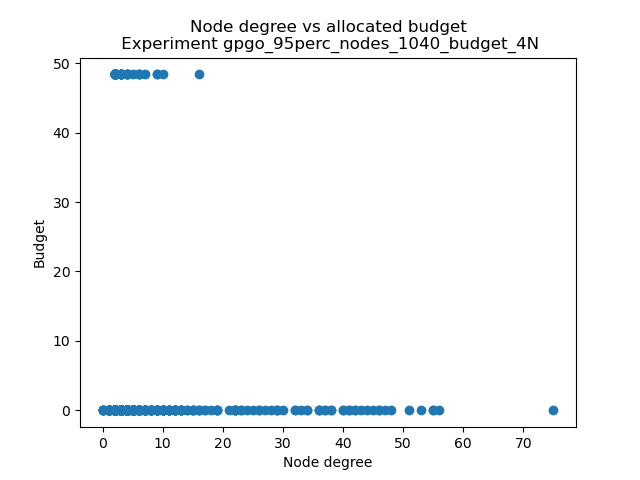 Node degree vs allocated budget
Experiment gpgo_95perc_nodes_1040_budget_4N
50
40
30
20
10
0
Budget
0 10 20 30 40 50 60 70
Node degree